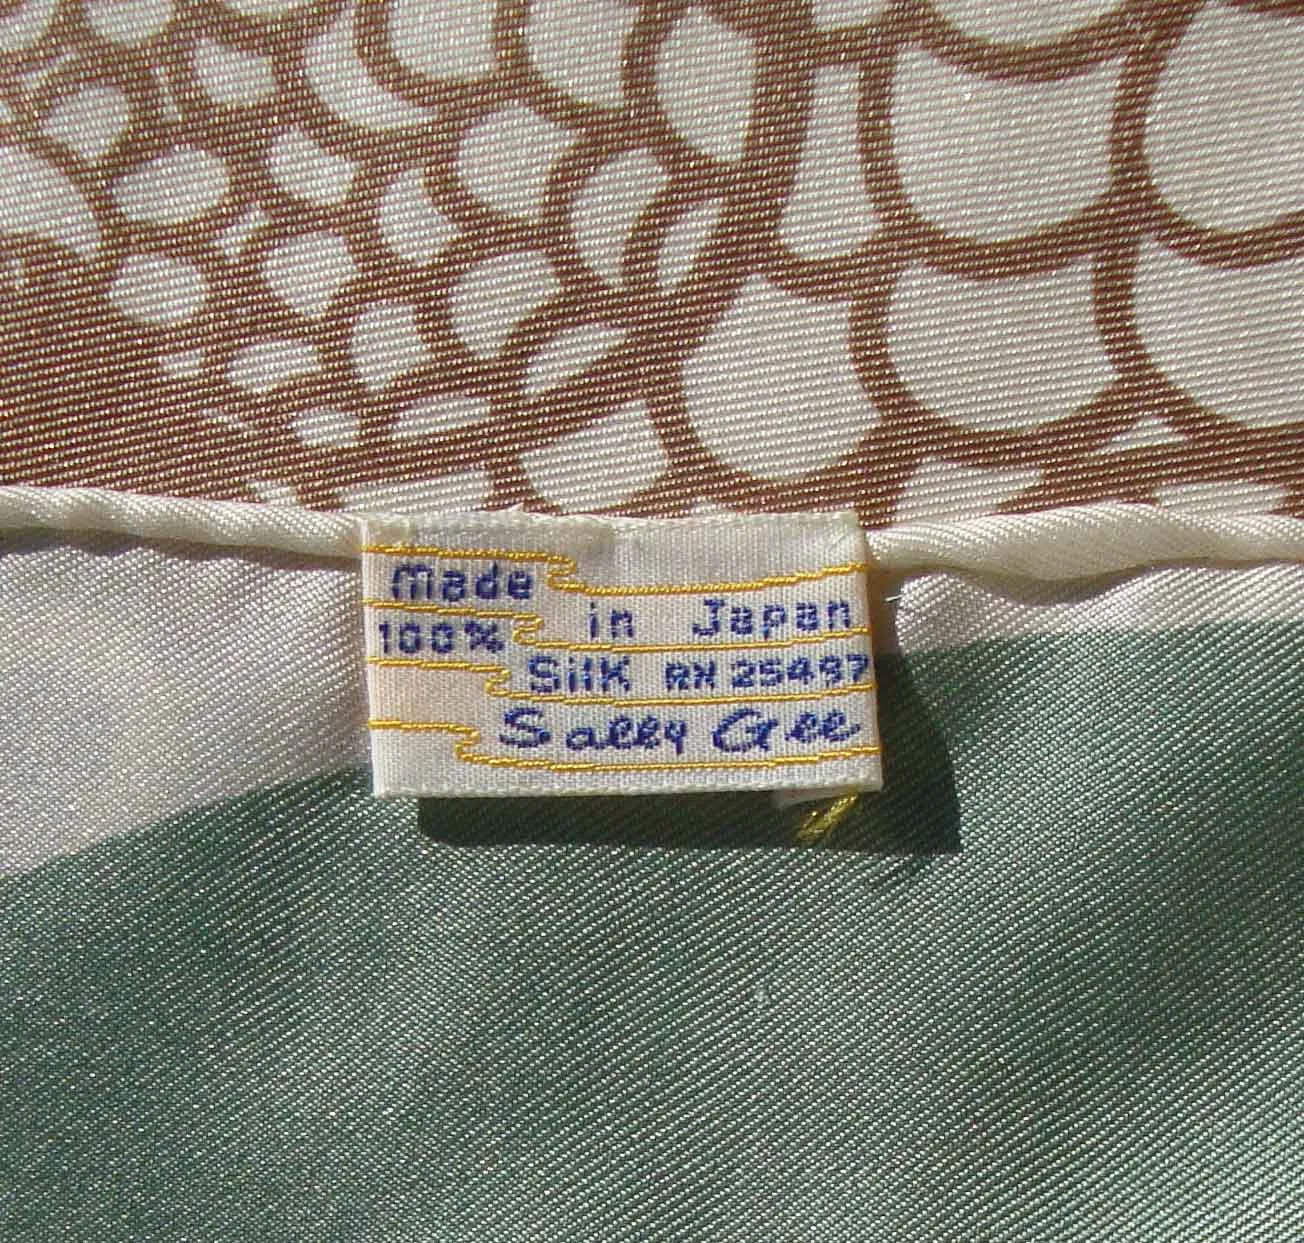 made in Japan
100% Silk RN 25497
Sally Gee